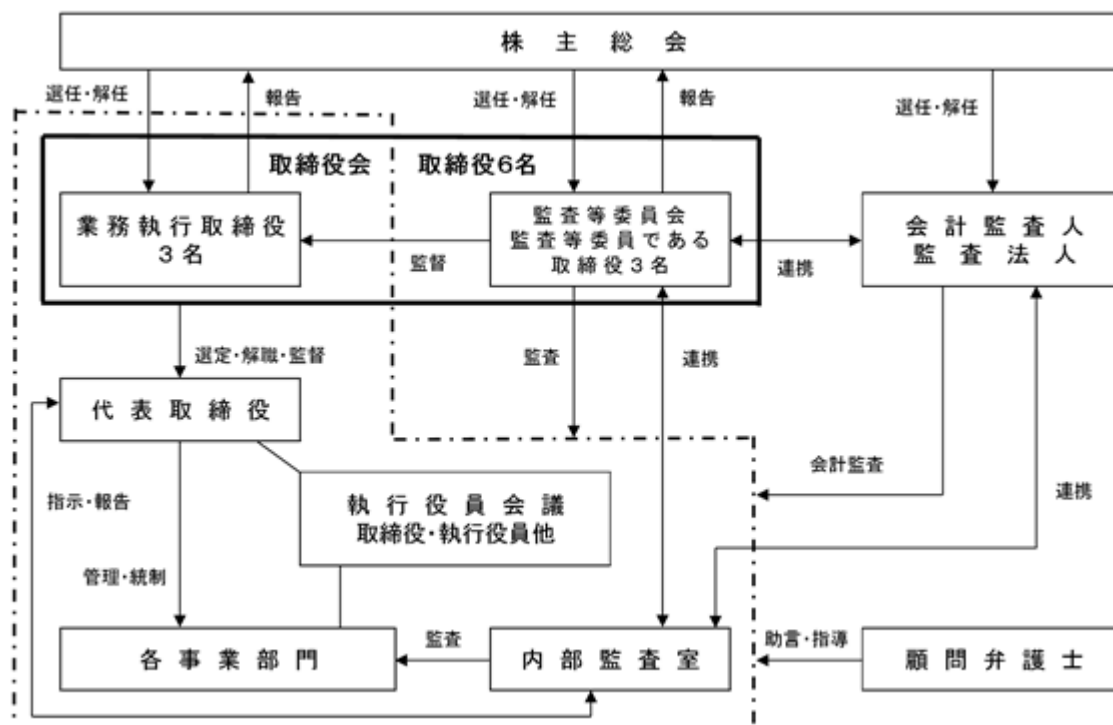 株主総会
選任・解任
報告
選任・解任
報告
選任・解任
取締役会
取締役6名
業務執行取締役
3名
監査等委員会
監査等委員である
取締役3名
会計監査人
監査法人
監督
連携
選定・解職・監督
監査
連携
代表取締役
会計監査
連携
指示・報告
執行役員会議
取締役・執行役員他
管理・統制
各事業部門
監査
内部監査室
助言・指導
顧問弁護士